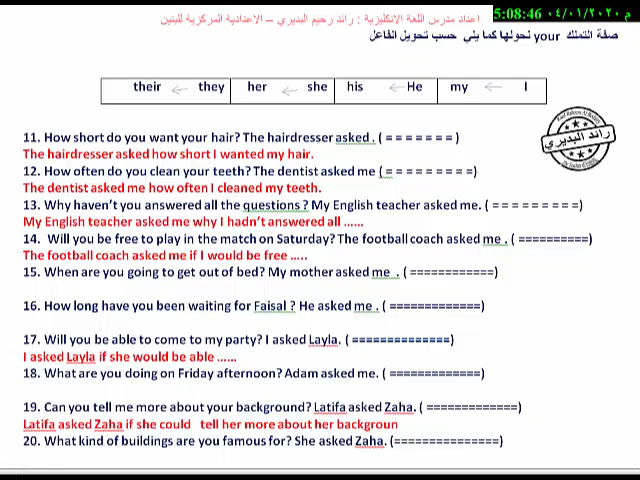 اعداد مدرس اللغة الانكليزية : رائد رحيم البديري – الاعدادية المركزية للبنين
5:08:46 م ٠٤/٠١/٢٠٢٠
صفة التملك your نحولها كما يلي حسب تحويل الفاعل
their ← they her ← she his ← He my ← I
11. How short do you want your hair? The hairdresser asked . ( = = = = = = = )
The hairdresser asked how short I wanted my hair.
12. How often do you clean your teeth? The dentist asked me (= = = = = = = = =)
The dentist asked me how often I cleaned my teeth.
13. Why haven't you answered all the questions ? My English teacher asked me. ( = = = = = = = = =)
My English teacher asked me why I hadn't answered all ......
14. Will you be free to play in the match on Saturday? The football coach asked me . (==========)
The football coach asked me if I would be free .....
15. When are you going to get out of bed? My mother asked me . (============)
16. How long have you been waiting for Faisal ? He asked me . (=============)
17. Will you be able to come to my party? I asked Layla. (==============)
I asked Layla if she would be able ......
18. What are you doing on Friday afternoon? Adam asked me. (============)
19. Can you tell me more about your background? Latifa asked Zaha. (=============)
Latifa asked Zaha if she could tell her more about her backgroun
20. What kind of buildings are you famous for? She asked Zaha. (===============)
رائد البديري